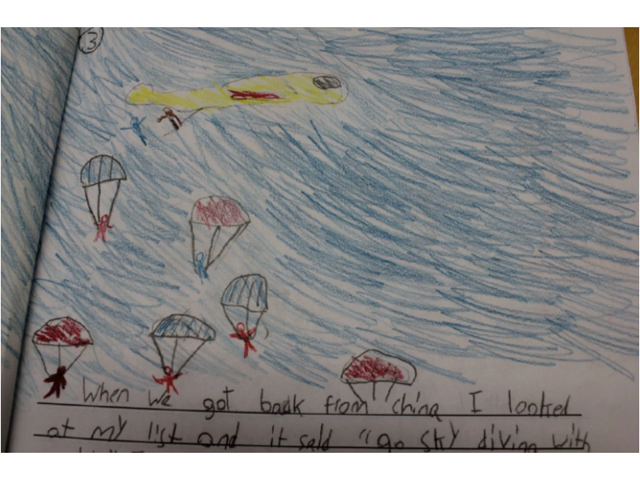 3
When we got baak from china I looked
at my list and it said "go sky diving with